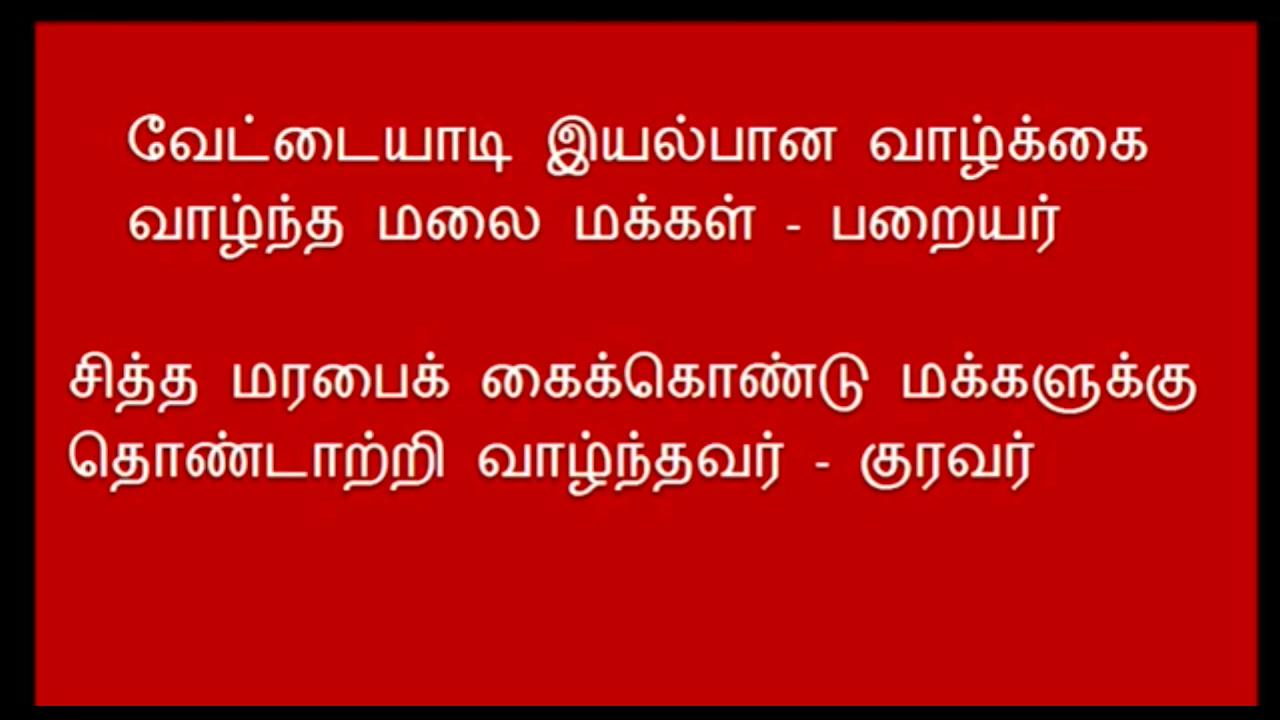 வேட்டையாடி இயல்பான வாழ்க்கை
வாழ்ந்த மலை மக்கள் - பறையர்
சித்த மரபைக் கைக்கொண்டு மக்களுக்கு
தொண்டாற்றி வாழ்ந்தவர் - குரவர்